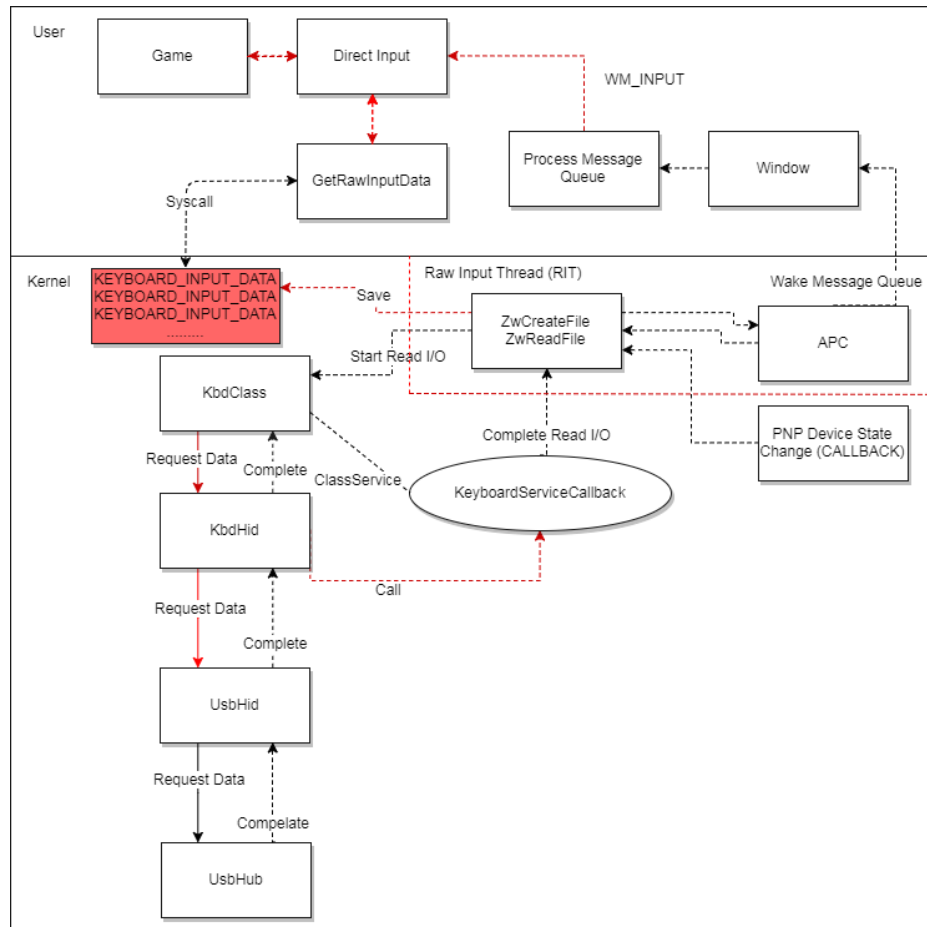 User
Game
Direct Input
WM_INPUT
Process Message
Queue
Window
GetRawInputData
Syscall
Kernel
KEYBOARD_INPUT_DATA
KEYBOARD_INPUT_DATA
KEYBOARD_INPUT_DATA
.........
Raw Input Thread (RIT)
Wake Message Queue
Save
ZwCreateFile
ZwReadFile
APC
Start Read I/O
KbdClass
PNP Device State
Change (CALLBACK)
Complete Read I/O
Request Data
Complete
ClassService
KeyboardServiceCallback
KbdHid
Call
Request Data
Complete
UsbHid
Request Data
Compelate
UsbHub